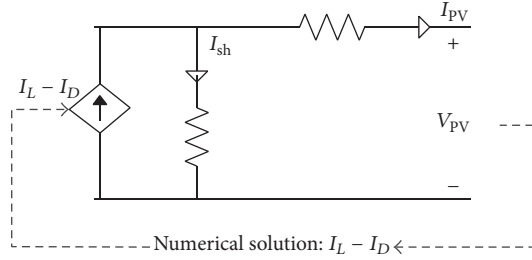 I_PV
+
I_sh
I_L – I_D
V_PV
–
Numerical solution: I_L – I_D